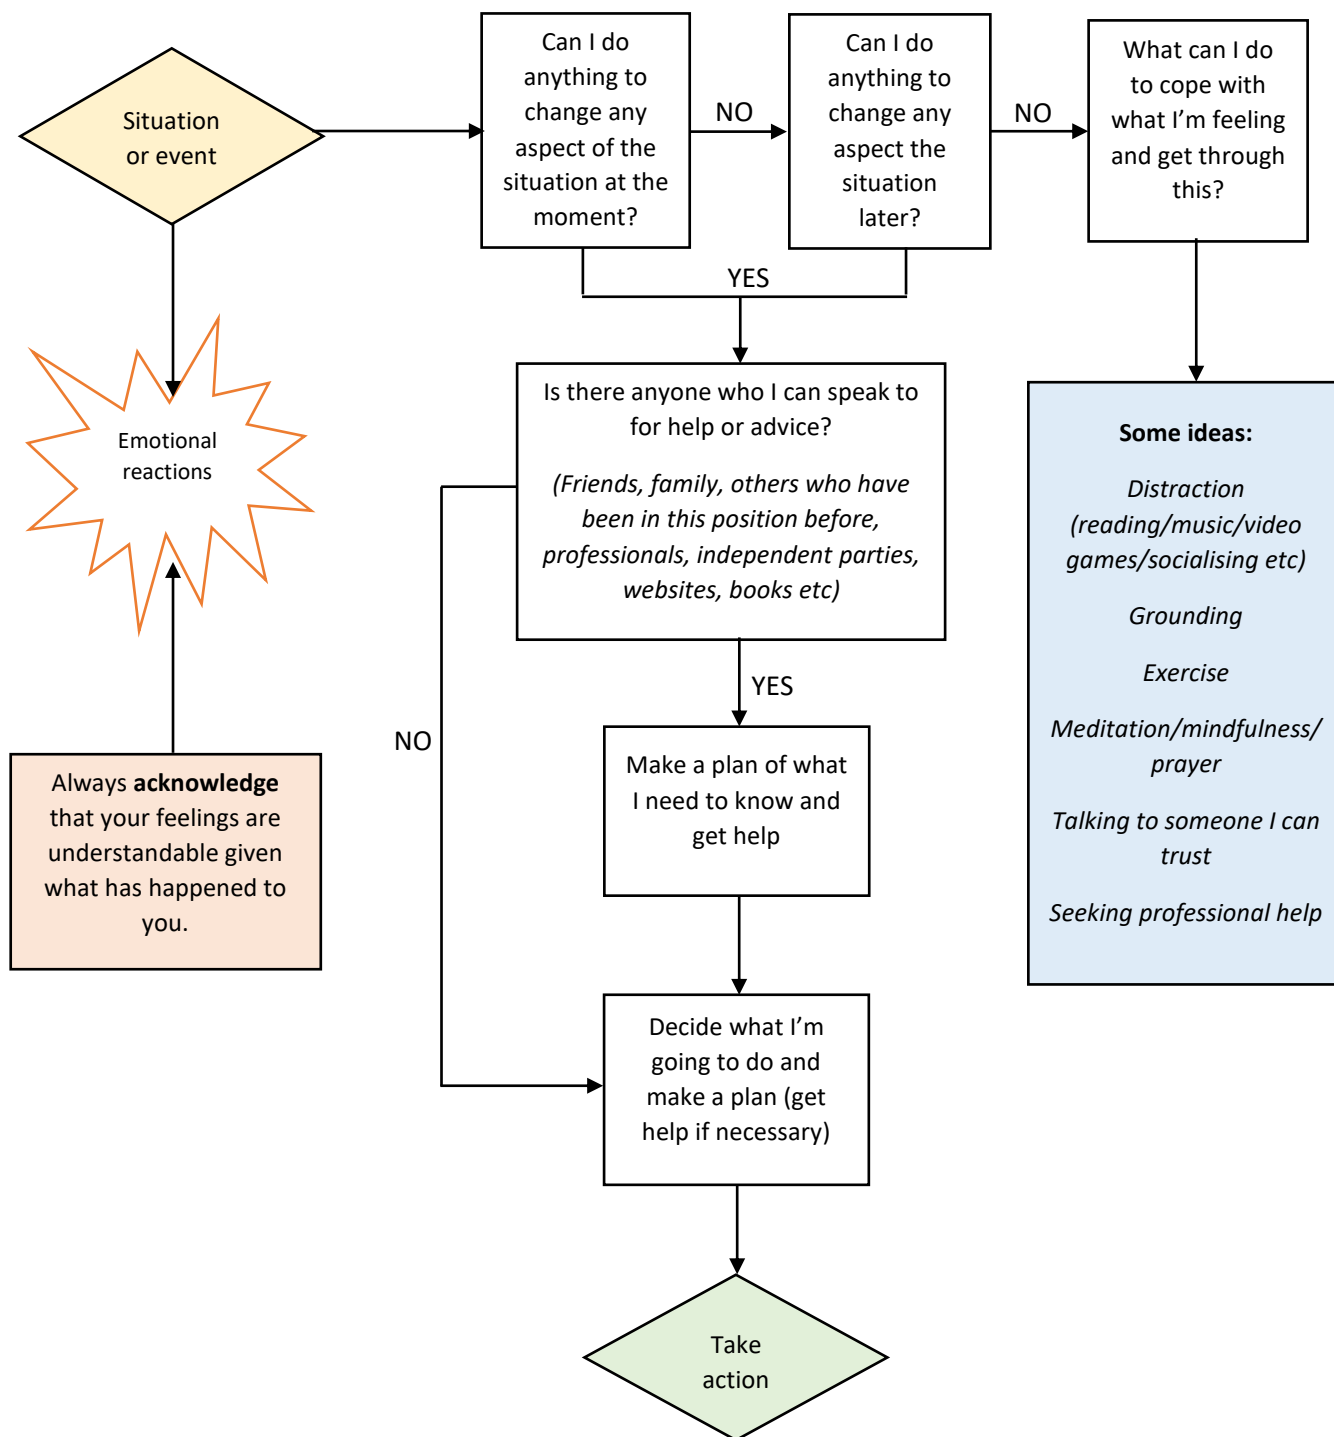 Situation
or event
Can I do
anything to
change any
aspect of the
situation at the
moment?
NO
Can I do
anything to
change any
aspect the
situation
later?
NO
What can I do
to cope with
what I’m feeling
and get through
this?
YES
Emotional
reactions
Is there anyone who I can speak to
for help or advice?
(Friends, family, others who have
been in this position before,
professionals, independent parties,
websites, books etc)
Some ideas:
Distraction
(reading/music/video
games/socialising etc)
Grounding
Exercise
Meditation/mindfulness/
prayer
Talking to someone I can
trust
Seeking professional help
YES
NO
Always acknowledge
that your feelings are
understandable given
what has happened to
you.
Make a plan of what
I need to know and
get help
Decide what I’m
going to do and
make a plan (get
help if necessary)
Take
action